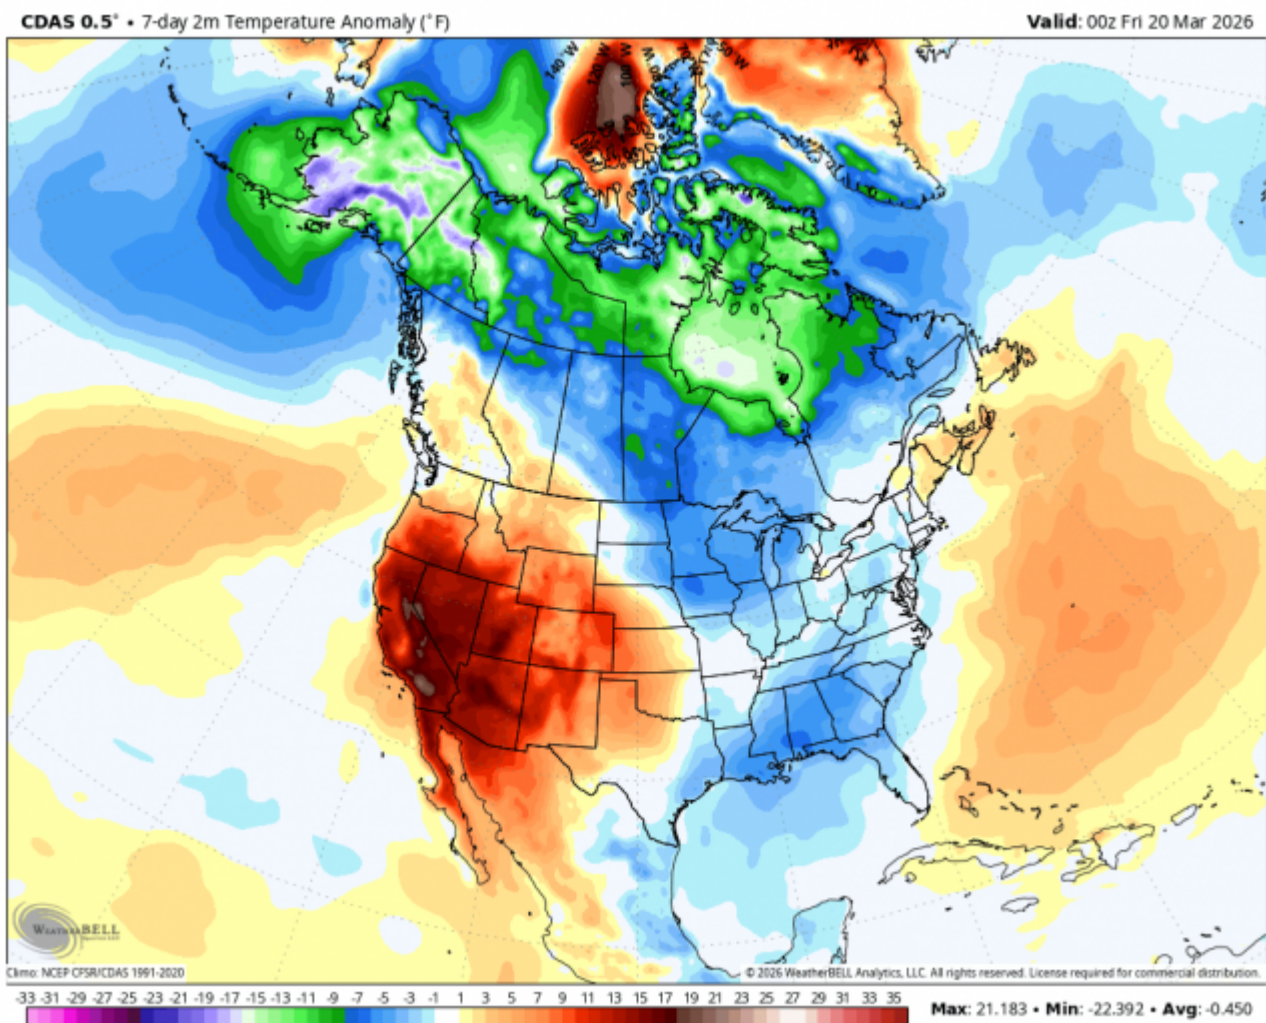 CDAS 0.5° • 7-day 2m Temperature Anomaly (°F)
Valid: 00z Fri 20 Mar 2026
140 W
50 W
WEATHERBELL
Climo: NCEP CFSR/CDAS 1991-2020
© 2026 WeatherBELL Analytics, LLC. All rights reserved. License required for commercial distribution.
-33 -31 -29 -27 -25 -23 -21 -19 -17 -15 -13 -11 -9 -7 -5 -3 -1 1 3 5 7 9 11 13 15 17 19 21 23 25 27 29 31 33 35
Max: 21.183 • Min: -22.392 • Avg: -0.450